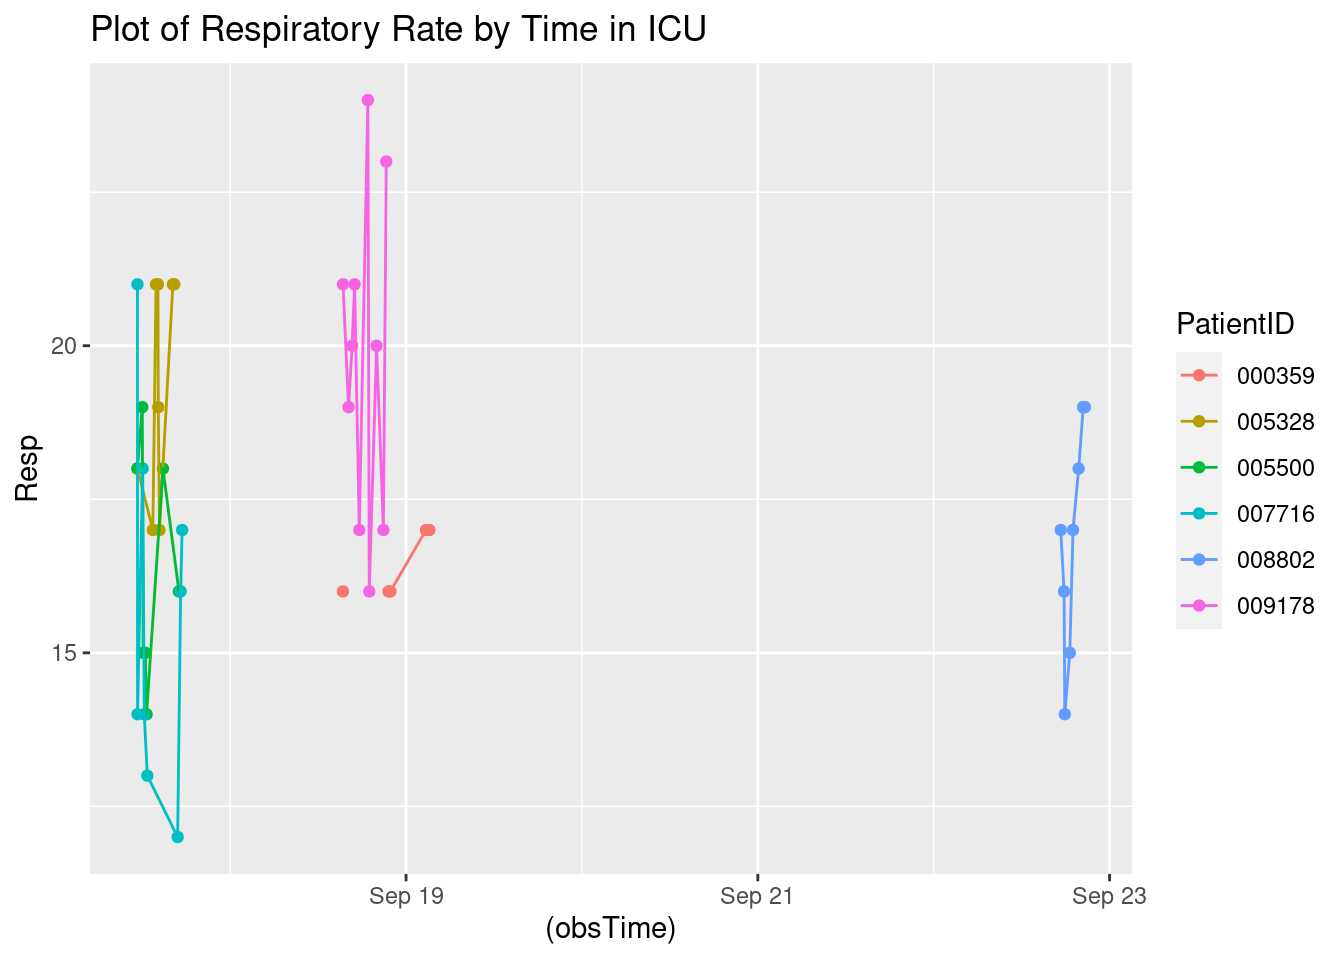 Plot of Respiratory Rate by Time in ICU
Resp
20
15
Sep 19
Sep 21
Sep 23
(obsTime)
PatientID
000359
005328
005500
007716
008802
009178